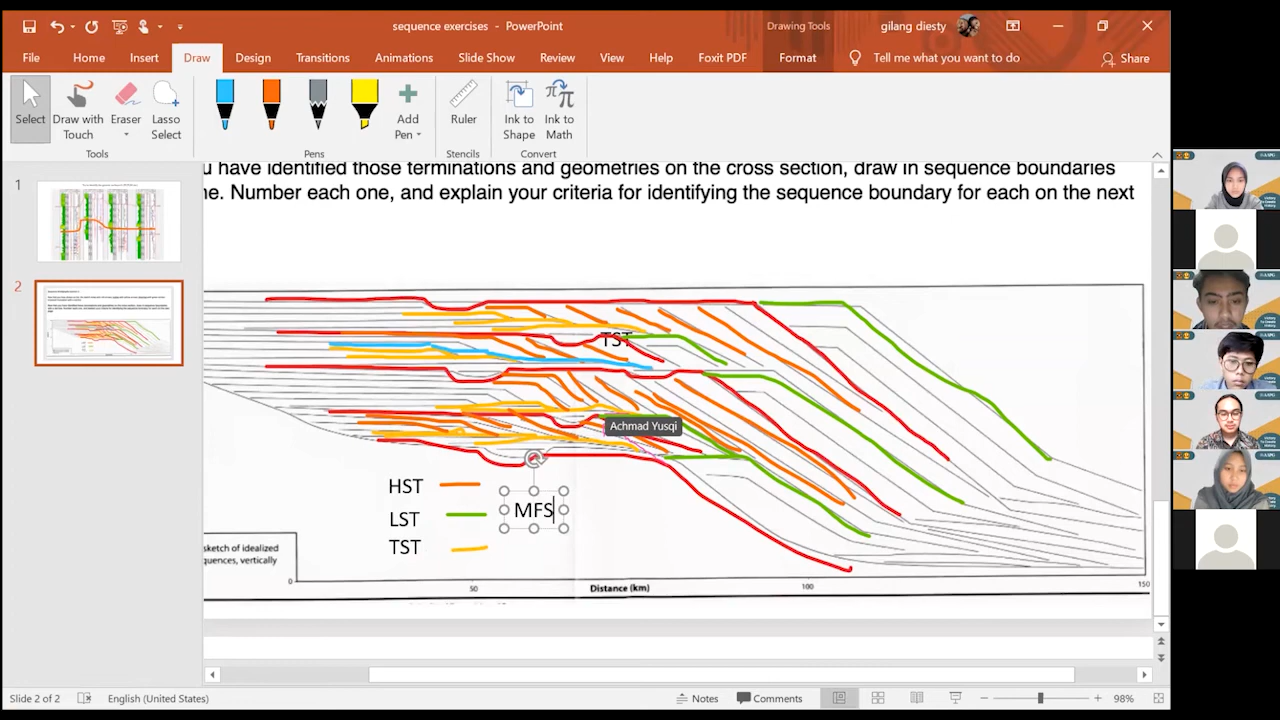 sequence exercises - PowerPoint
Drawing Tools
gilang diesty
File Home Insert Draw Design Transitions Animations Slide Show Review View Help Foxit PDF Format Tell me what you want to do Share
Select
Draw with Touch
Eraser
Lasso Select
Add Pen
Ruler
Ink to Shape
Ink to Math
Tools
Pens
Stencils
Convert
1
2
u have identified those terminations and geometries on the cross section, draw in sequence boundaries
ne. Number each one, and explain your criteria for identifying the sequence boundary for each on the next
TST
Achmad Yusqi
HST
LST
TST
MFS
sketch of idealized
quences, vertically
0
50
Distance (km)
100
150
Slide 2 of 2
English (United States)
Notes
Comments
98%